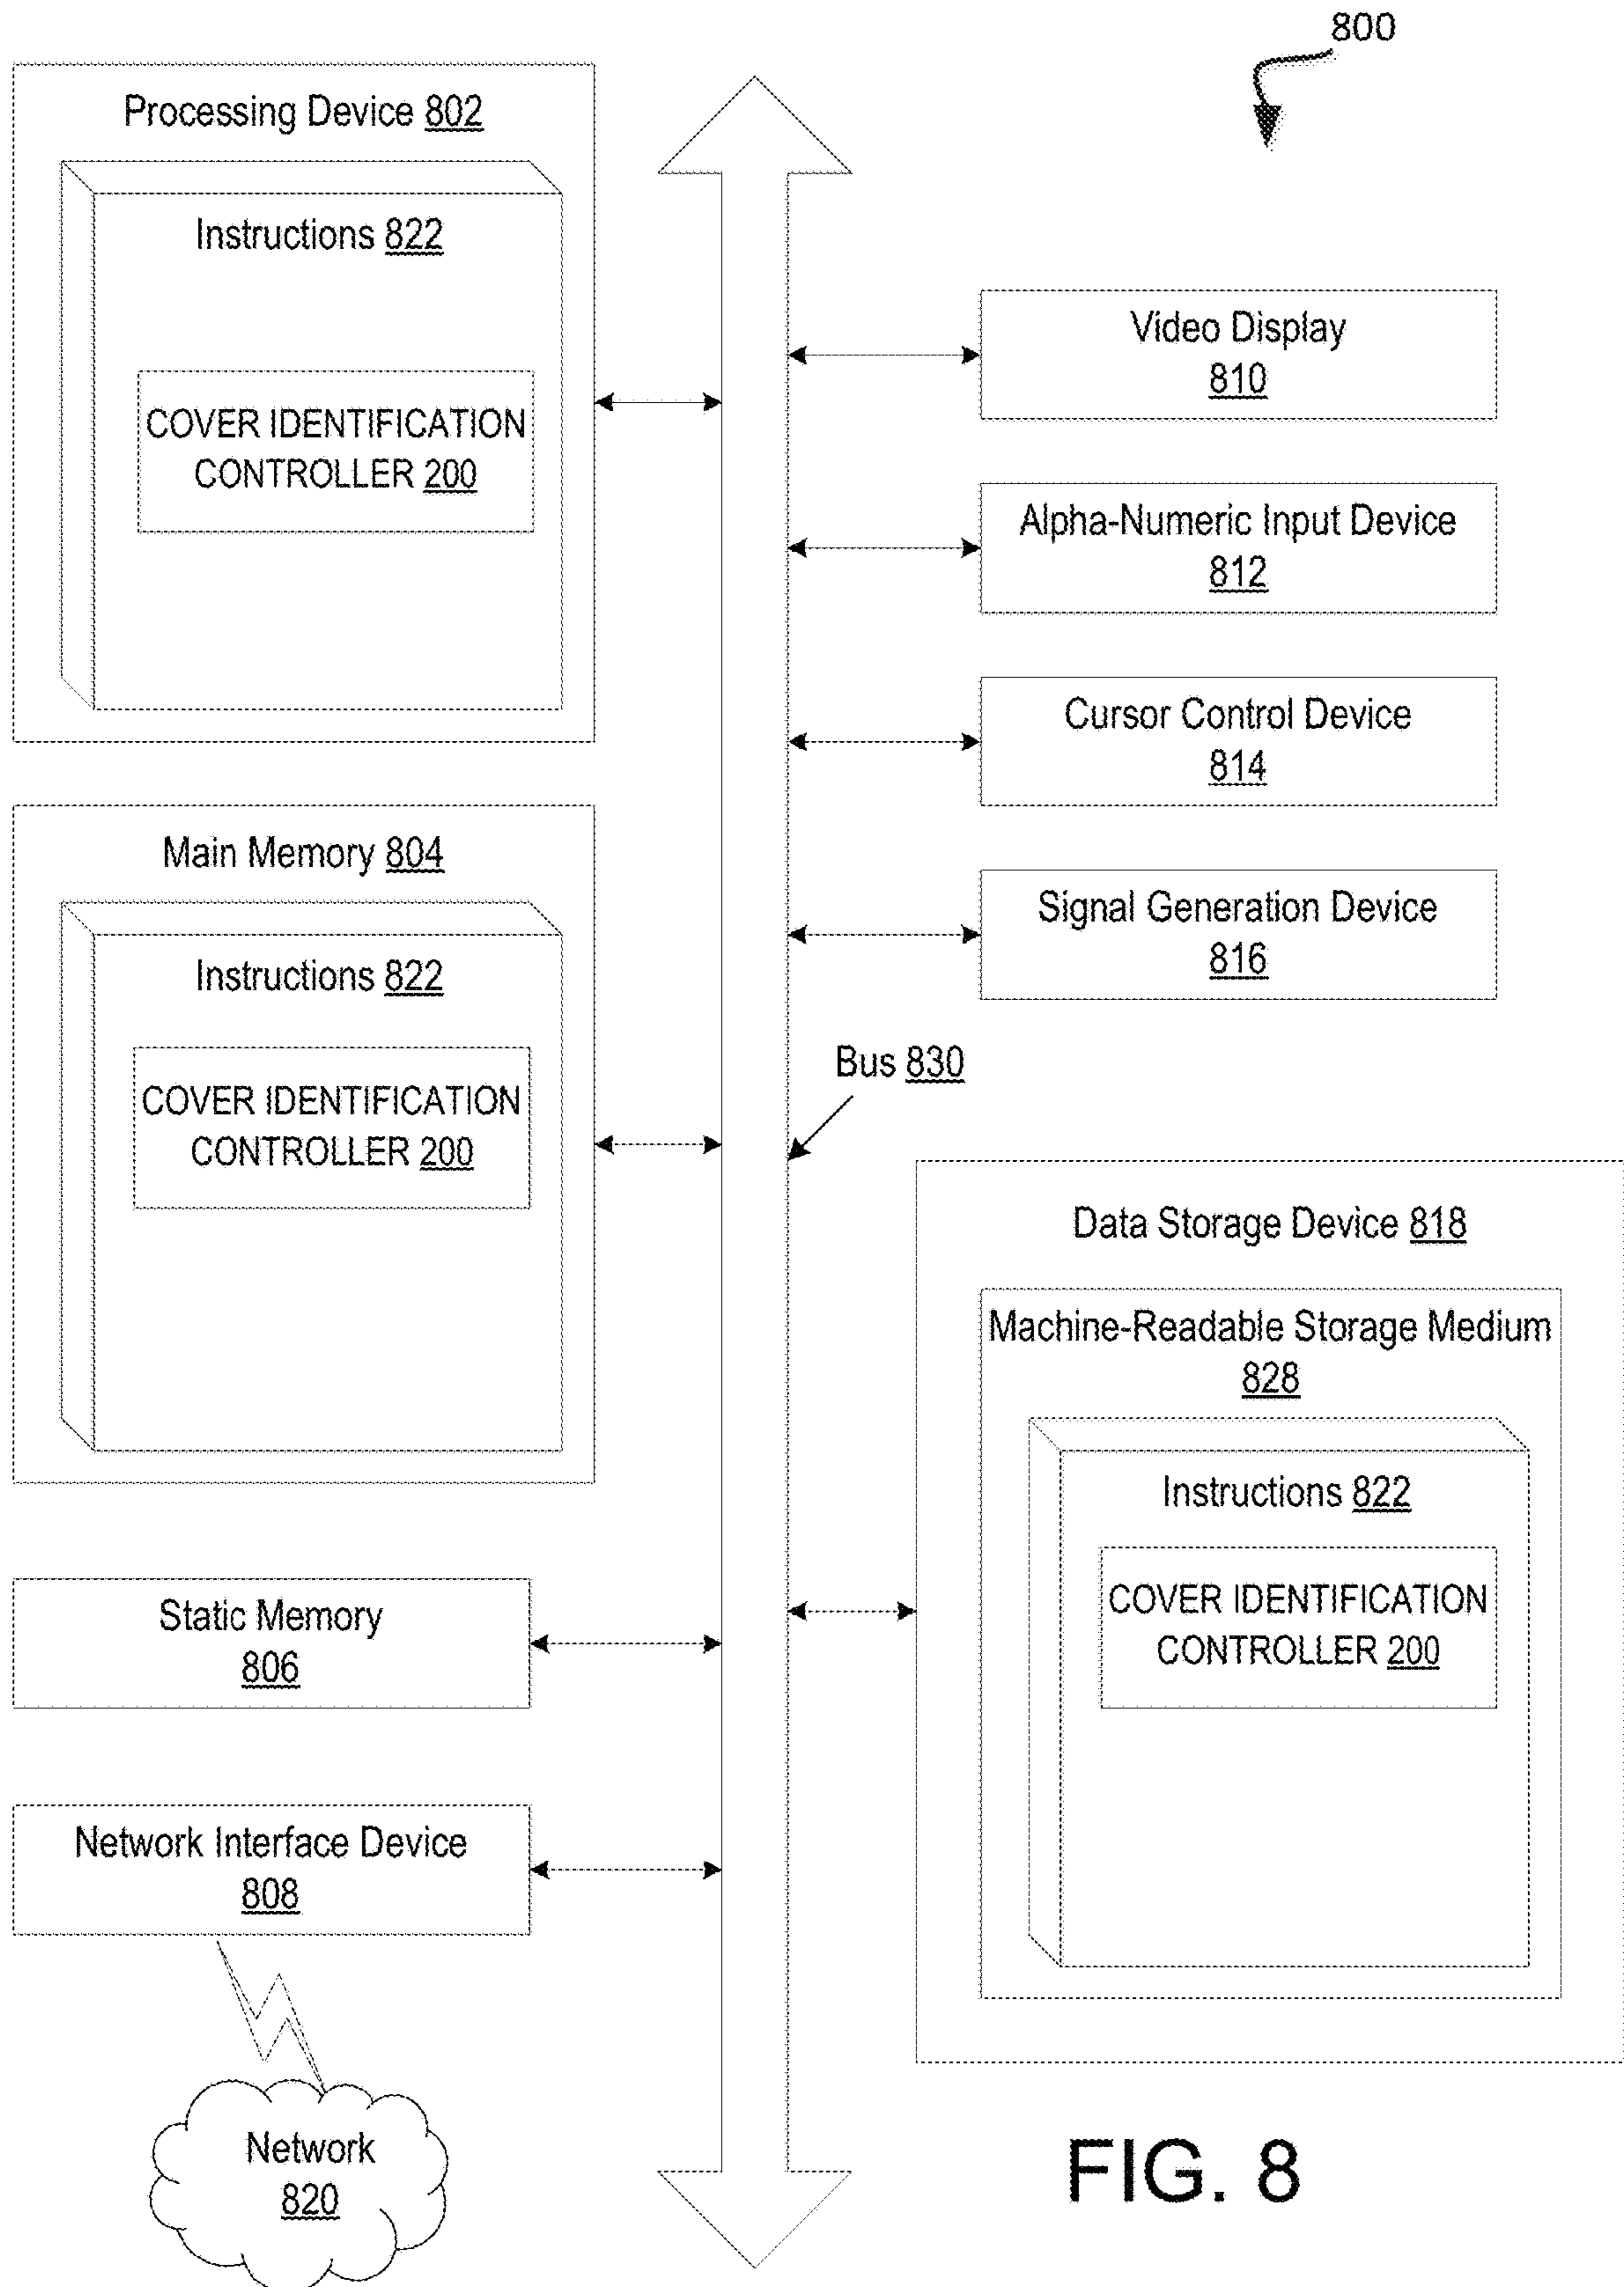 800
Processing Device 802
Instructions 822
COVER IDENTIFICATION
CONTROLLER 200
Main Memory 804
Instructions 822
COVER IDENTIFICATION
CONTROLLER 200
Static Memory
806
Network Interface Device
808
Network
820
Video Display
810
Alpha-Numeric Input Device
812
Cursor Control Device
814
Signal Generation Device
816
Bus 830
Data Storage Device 818
Machine-Readable Storage Medium
828
Instructions 822
COVER IDENTIFICATION
CONTROLLER 200
FIG. 8